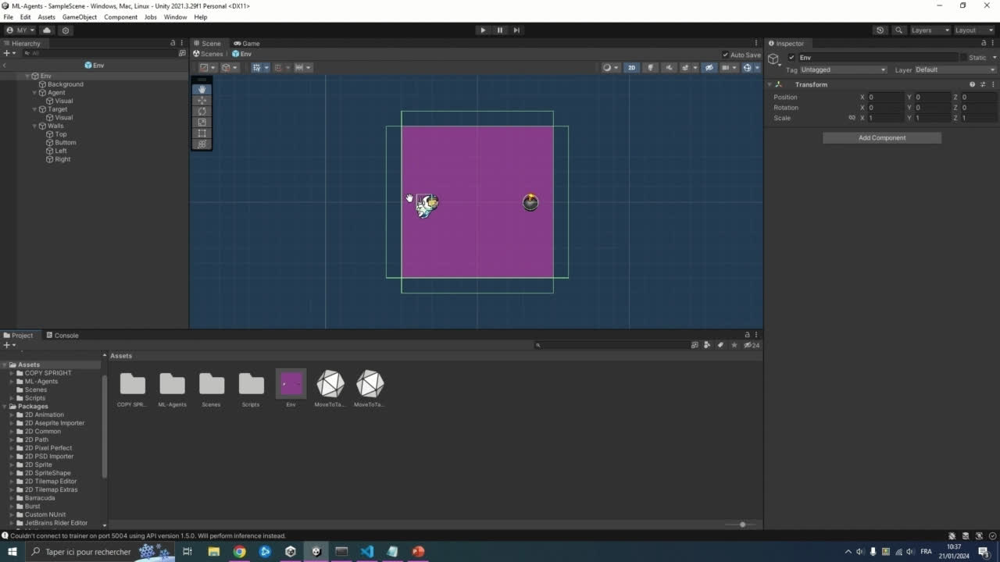 ML-Agents - SampleScene - Windows, Mac, Linux - Unity 2021.3.29f1 Personal <DX11>
File Edit Assets GameObject Component Jobs Window Help
MY Layers Layout
Hierarchy Scene Game Inspector
All Scenes Env
Env Auto Save Env Static
2D Tag Untagged Layer Default
Env
Background Transform
Agent Position X 0 Y 0 Z 0
Visual Rotation X 0 Y 0 Z 0
Target Scale X 1 Y 1 Z 1
Visual
Walls Add Component
Top
Buttom
Left
Right
Project Console
24
Assets
Assets
COPY SPRIGHT
ML-Agents
Scenes
Scripts
COPY SPR... ML-Agents Scenes Scripts Env MoveToTa... MoveToTa...
Packages
2D Animation
2D Aseprite Importer
2D Common
2D Path
2D Pixel Perfect
2D PSD Importer
2D Sprite
2D SpriteShape
2D Tilemap Editor
2D Tilemap Extras
Barracuda
Burst
Custom NUnit
JetBrains Rider Editor
Couldn't connect to trainer on port 5004 using API version 1.5.0. Will perform inference instead.
Taper ici pour rechercher FRA 10:37
21/01/2024